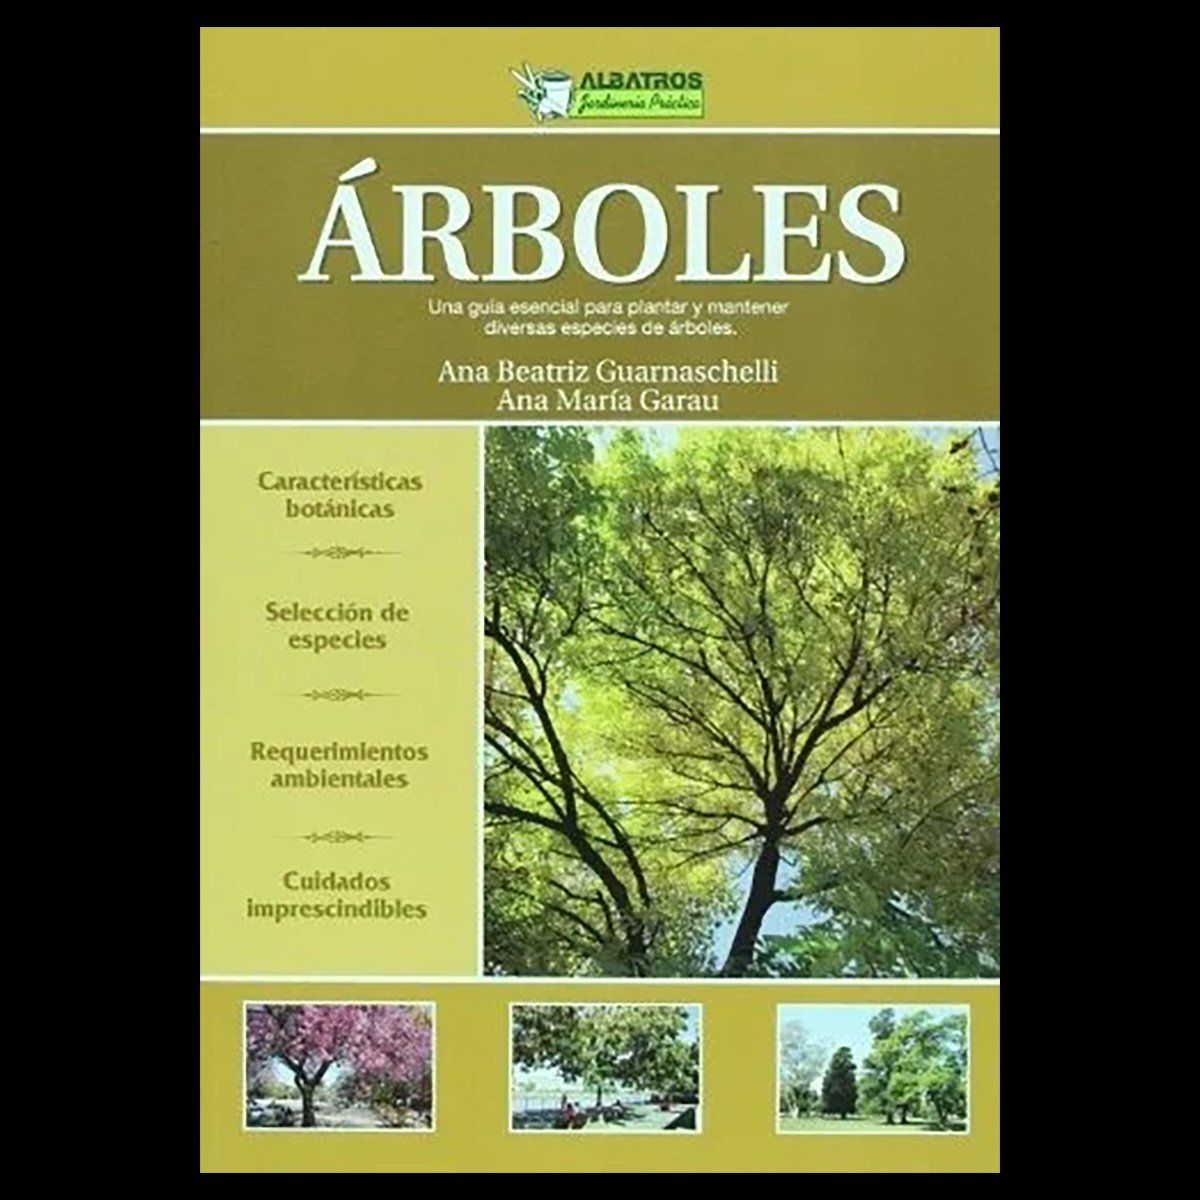 ALBATROS
Jardinería Práctica
ÁRBOLES
Una guía esencial para plantar y mantener
diversas especies de árboles.
Ana Beatriz Guarnaschelli
Ana María Garau
Características
botánicas
Selección de
especies
Requerimientos
ambientales
Cuidados
imprescindibles